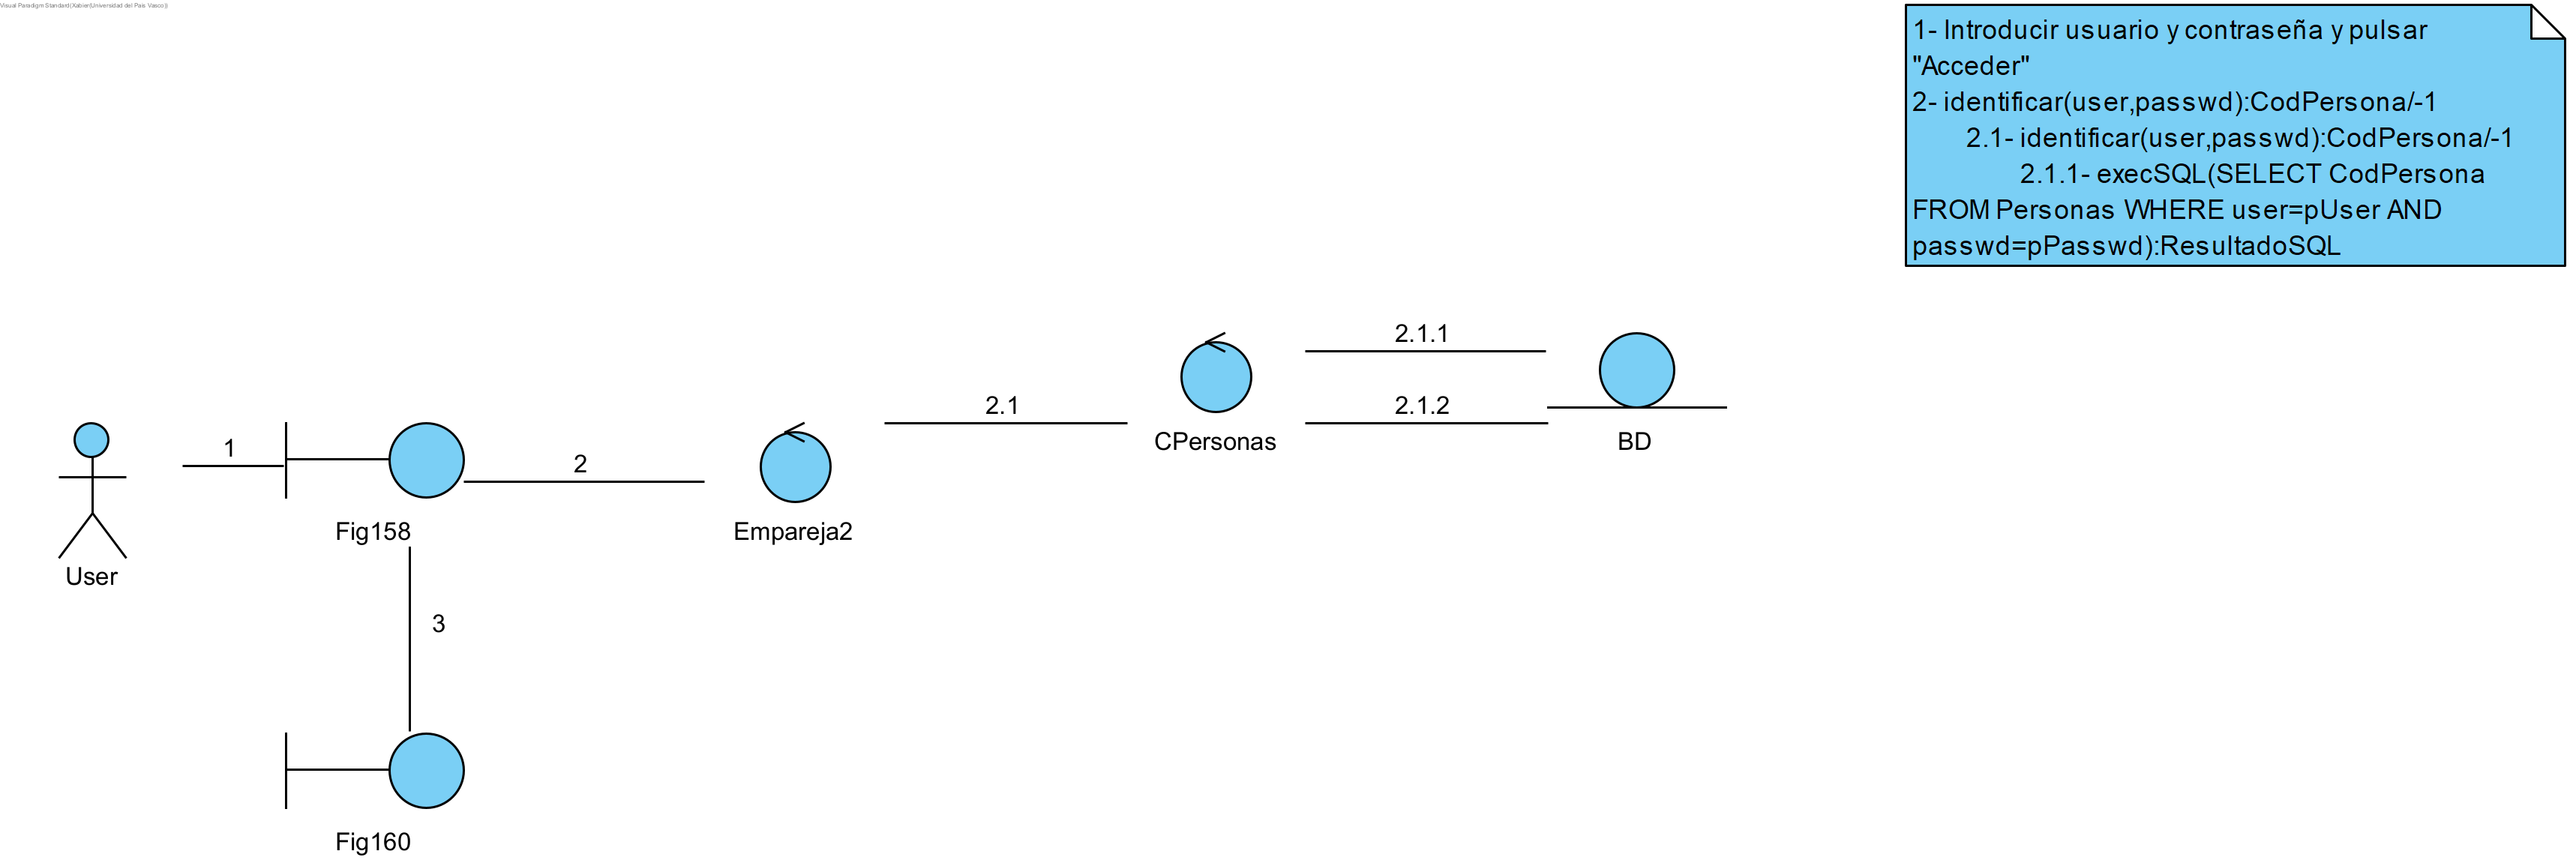 Visual Paradigm Standard(Xabier(Universidad del Pais Vasco))
1- Introducir usuario y contraseña y pulsar
"Acceder"
2- identificar(user,passwd):CodPersona/-1
2.1- identificar(user,passwd):CodPersona/-1
2.1.1- execSQL(SELECT CodPersona
FROM Personas WHERE user=pUser AND
passwd=pPasswd):ResultadoSQL
2.1.1
2.1
2.1.2
CPersonas
BD
1
2
Fig158
Empareja2
User
3
Fig160